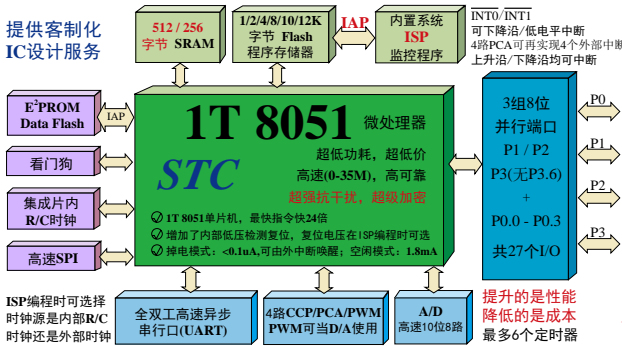 提供客制化
IC设计服务
512 / 256
字节 SRAM
1/2/4/8/10/12K
字节 Flash
程序存储器
IAP
内置系统
ISP
监控程序
INT0/INT1
可下降沿/低电平中断
4路PCA可再实现4个外部中断
上升沿/下降沿均可中断
E²PROM
Data Flash
IAP
看门狗
集成片内
R/C时钟
高速SPI
1T 8051 微处理器
STC
超低功耗，超低价
高速(0-35M)，高可靠
超强抗干扰，超级加密
1T 8051单片机，最快指令快24倍
增加了内部低压检测复位，复位电压在ISP编程时可选
掉电模式：<0.1uA,可由外中断唤醒；空闲模式：1.8mA
3组8位
并行端口
P1 / P2
P3(无P3.6)
+
P0.0 - P0.3
共27个I/O
P0
P1
P2
P3
ISP编程时可选择
时钟源是内部R/C
时钟还是外部时钟
全双工高速异步
串行口(UART)
4路CCP/PCA/PWM
PWM可当D/A使用
A/D
高速10位8路
提升的是性能
降低的是成本
最多6个定时器